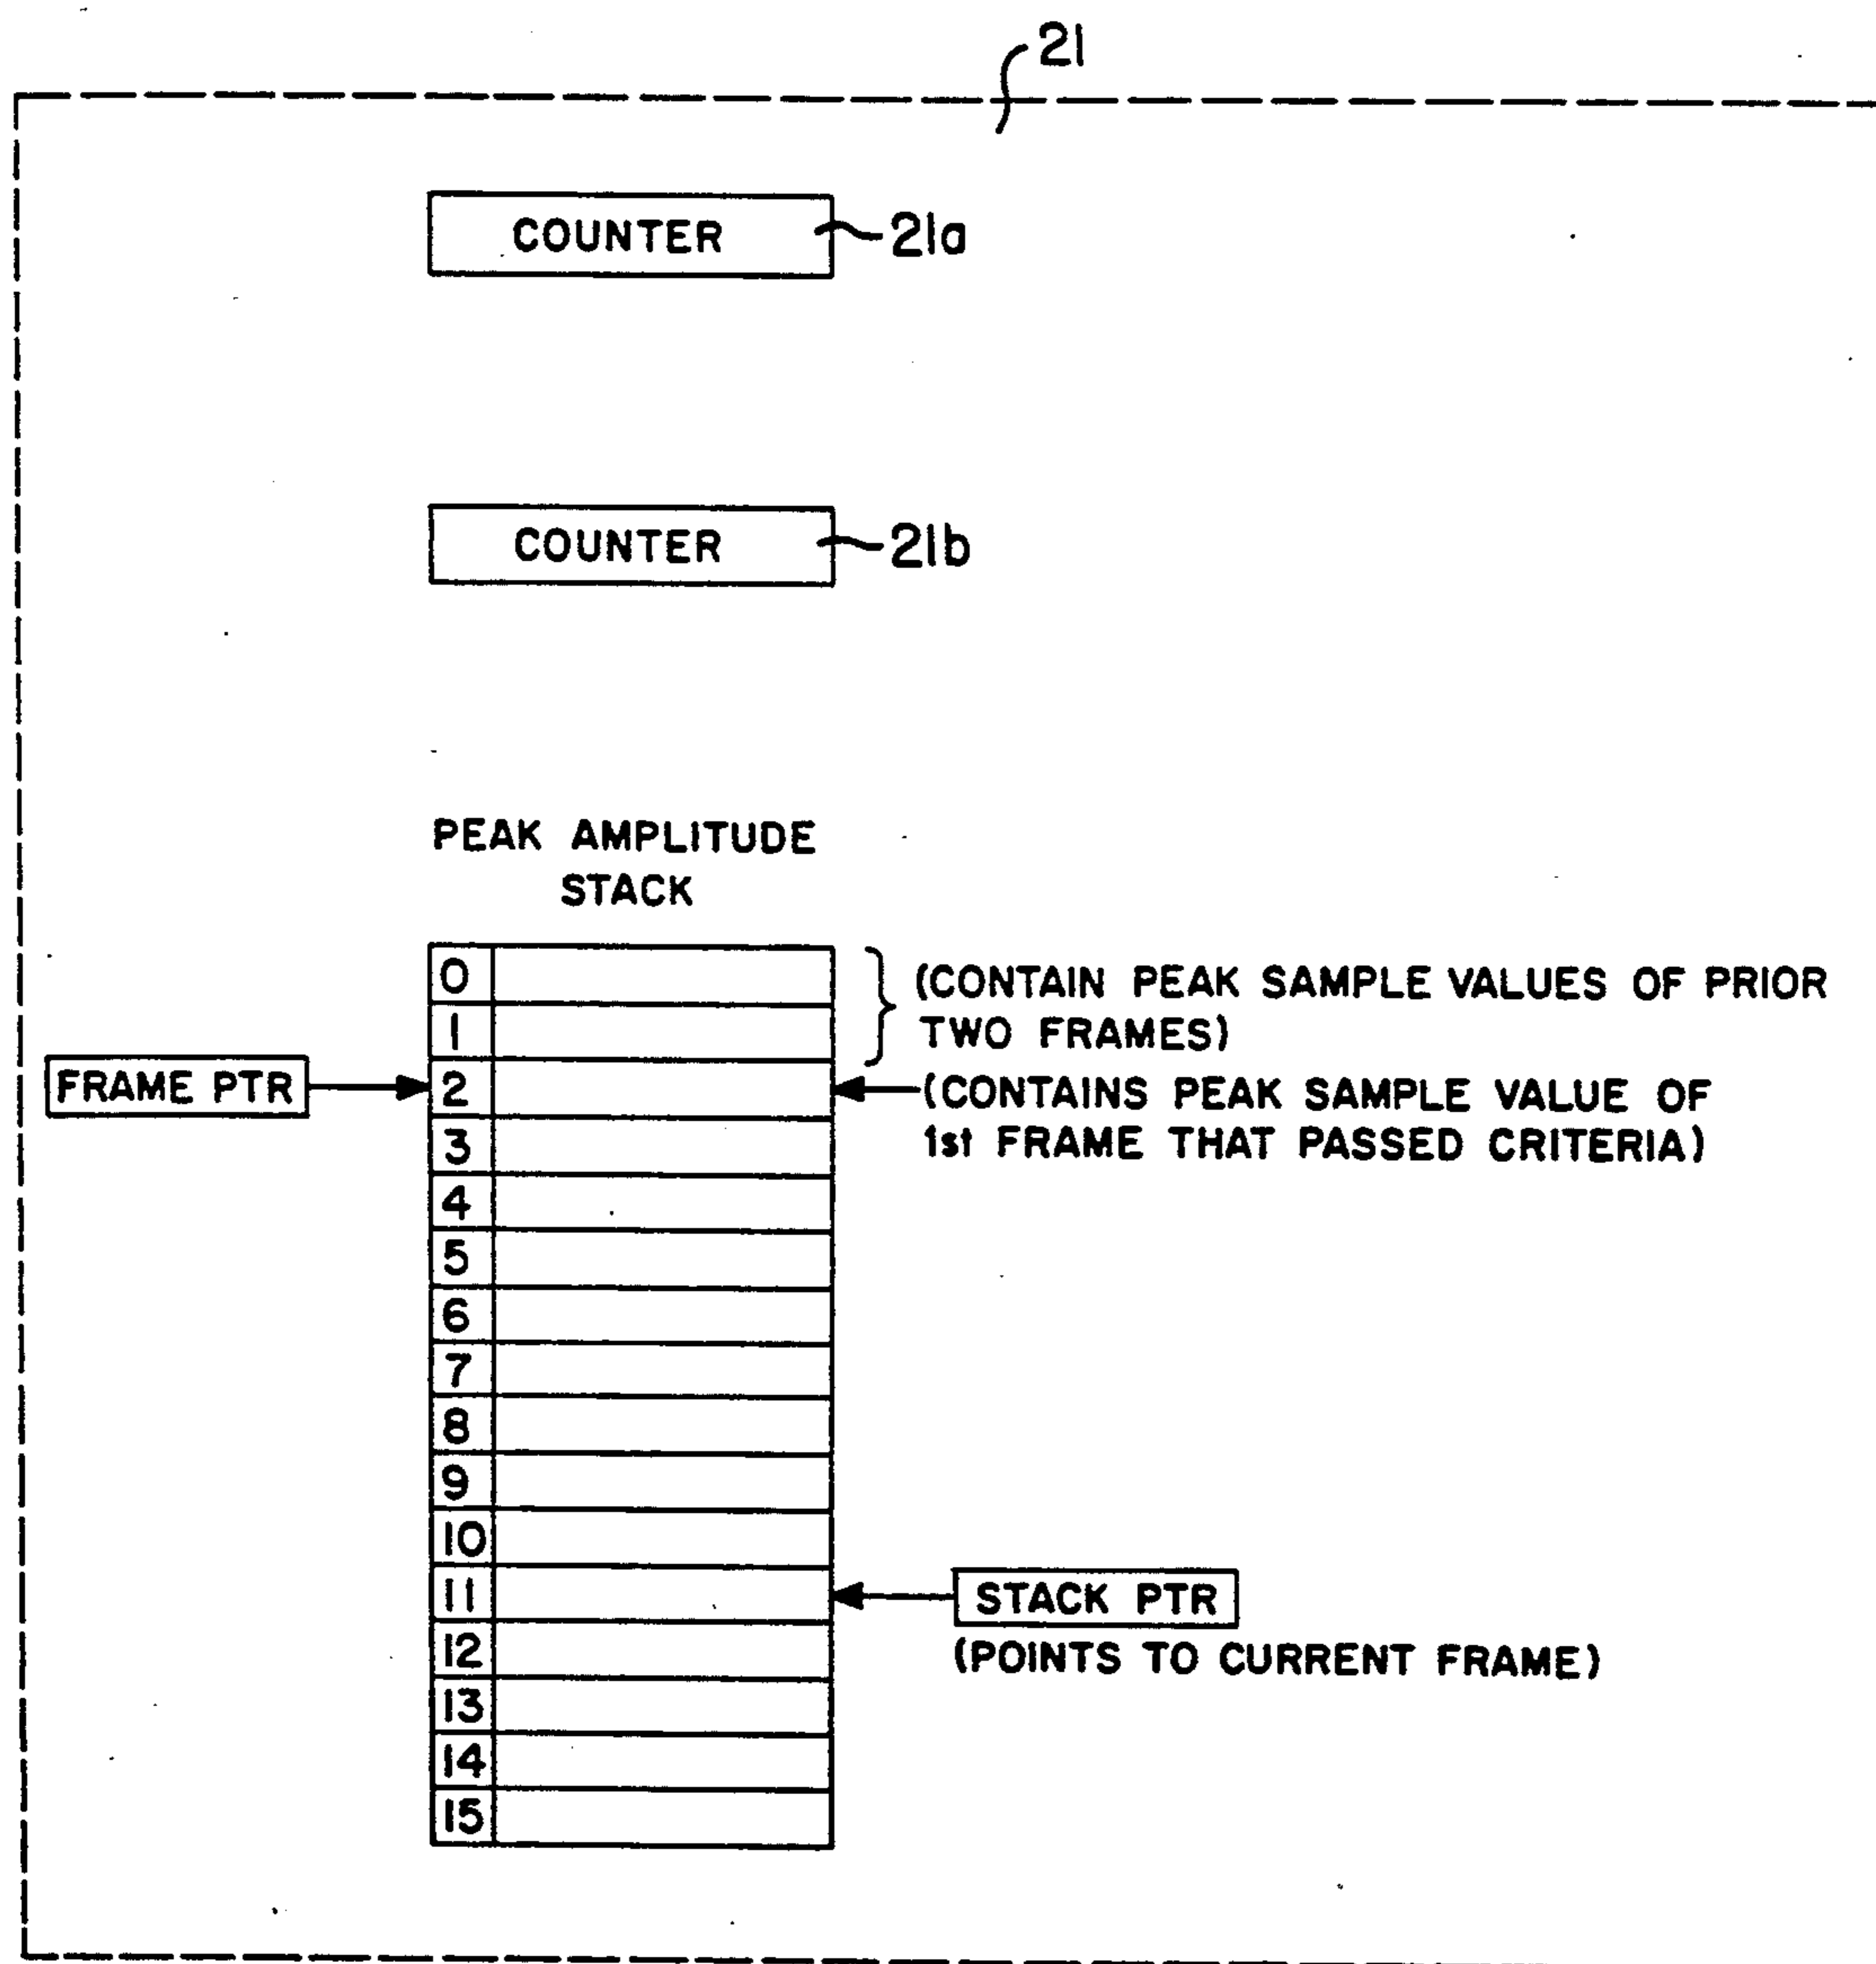 21
COUNTER 21a
COUNTER 21b
PEAK AMPLITUDE
STACK
0
(CONTAIN PEAK SAMPLE VALUES OF PRIOR
1
TWO FRAMES)
FRAME PTR
2
(CONTAINS PEAK SAMPLE VALUE OF
3
1st FRAME THAT PASSED CRITERIA)
4
5
6
7
8
9
10
11
STACK PTR
12
(POINTS TO CURRENT FRAME)
13
14
15